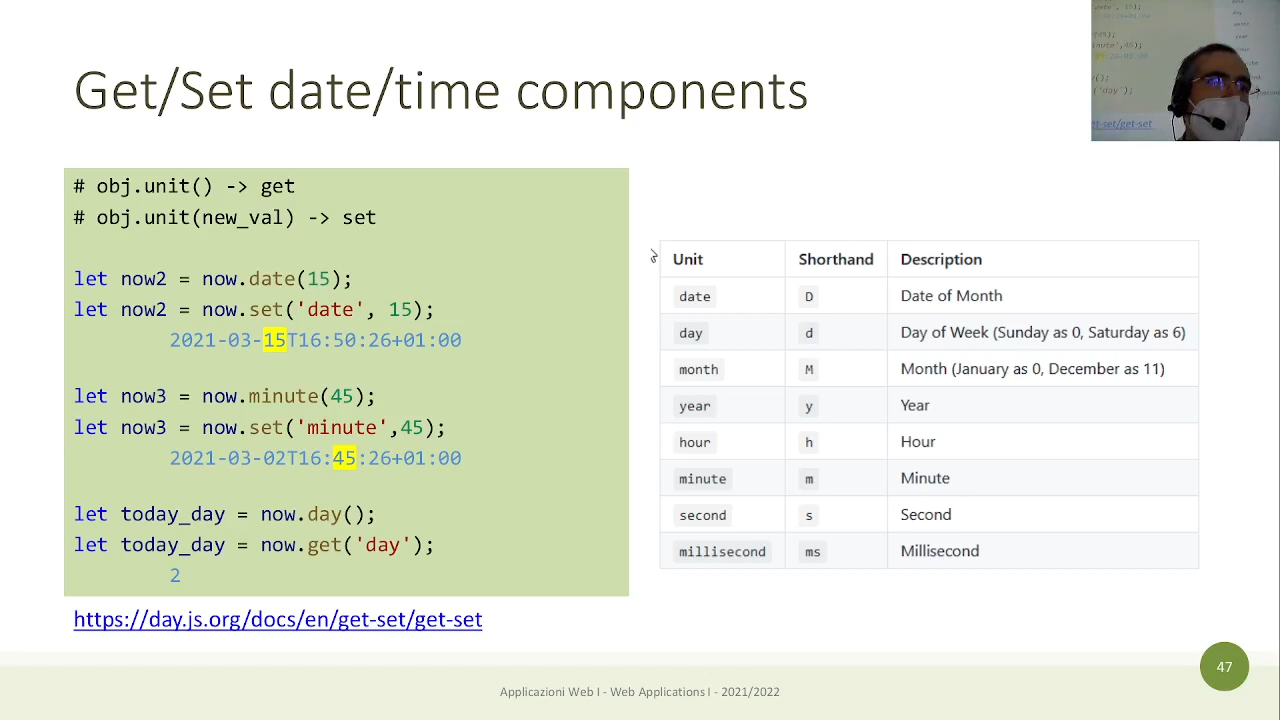 Get/Set date/time components
# obj.unit() -> get
# obj.unit(new_val) -> set
let now2 = now.date(15);
let now2 = now.set('date', 15);
2021-03-15T16:50:26+01:00
let now3 = now.minute(45);
let now3 = now.set('minute',45);
2021-03-02T16:45:26+01:00
let today_day = now.day();
let today_day = now.get('day');
2
https://day.js.org/docs/en/get-set/get-set
Unit Shorthand Description
date D Date of Month
day d Day of Week (Sunday as 0, Saturday as 6)
month M Month (January as 0, December as 11)
year y Year
hour h Hour
minute m Minute
second s Second
millisecond ms Millisecond
Applicazioni Web I - Web Applications I - 2021/2022
47